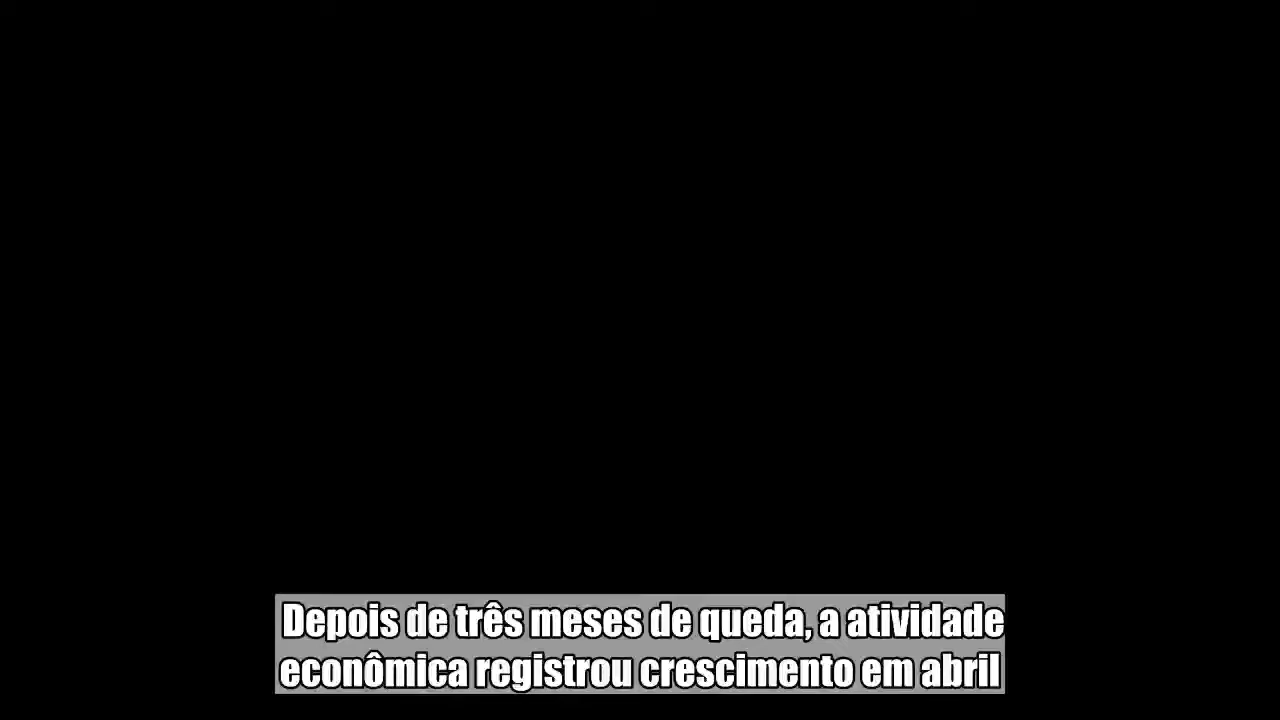 Depois de três meses de queda, a atividade
econômica registrou crescimento em abril